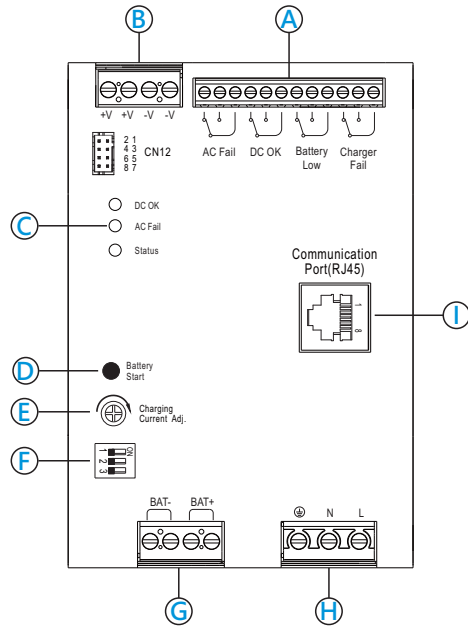 B
A
+V +V -V -V
2 1
4 3
6 5
8 7
CN12
AC Fail DC OK Battery Low Charger Fail
DC OK
C
AC Fail
Status
Communication
Port(RJ45)
1
8
I
D
Battery
Start
E
Charging
Current Adj.
F
ON
1
2
3
BAT- BAT+
N L
G
H